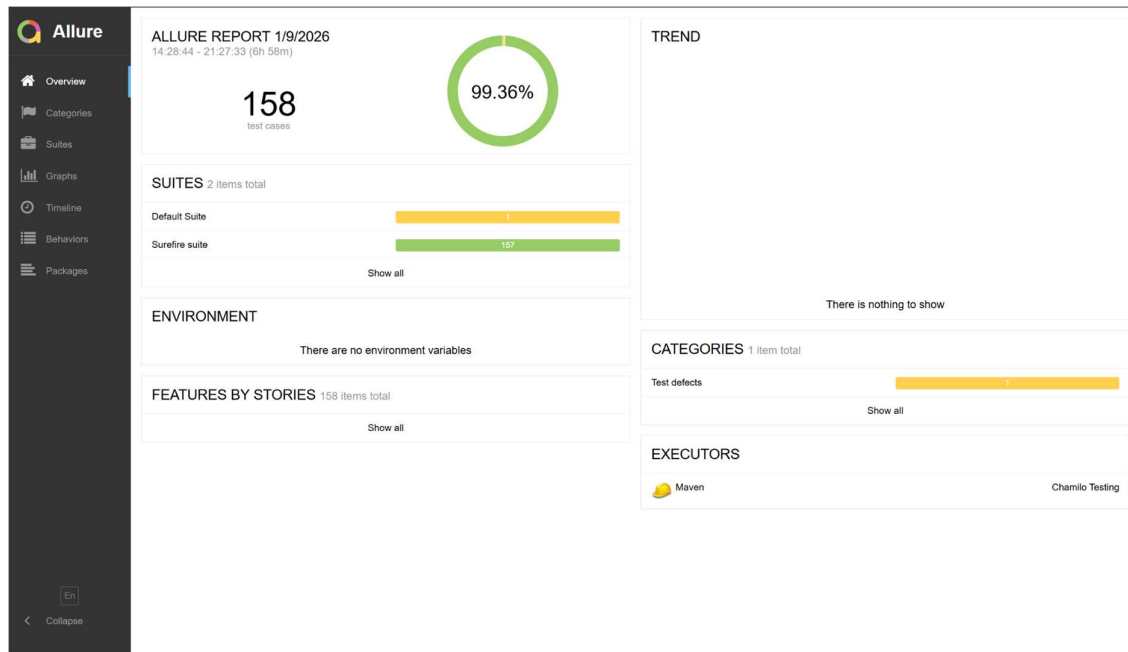 Allure
Overview
Categories
Suites
Graphs
Timeline
Behaviors
Packages
En
Collapse
ALLURE REPORT 1/9/2026
14:28:44 - 21:27:33 (6h 58m)
158
test cases
99.36%
SUITES 2 items total
Default Suite 1
Surefire suite 157
Show all
ENVIRONMENT
There are no environment variables
FEATURES BY STORIES 158 items total
Show all
TREND
There is nothing to show
CATEGORIES 1 item total
Test defects 1
Show all
EXECUTORS
Maven Chamilo Testing